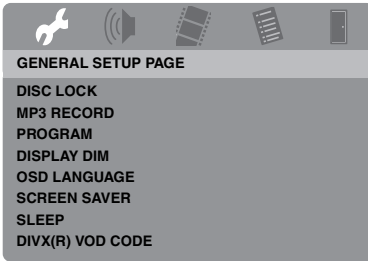 GENERAL SETUP PAGE
DISC LOCK
MP3 RECORD
PROGRAM
DISPLAY DIM
OSD LANGUAGE
SCREEN SAVER
SLEEP
DIVX(R) VOD CODE